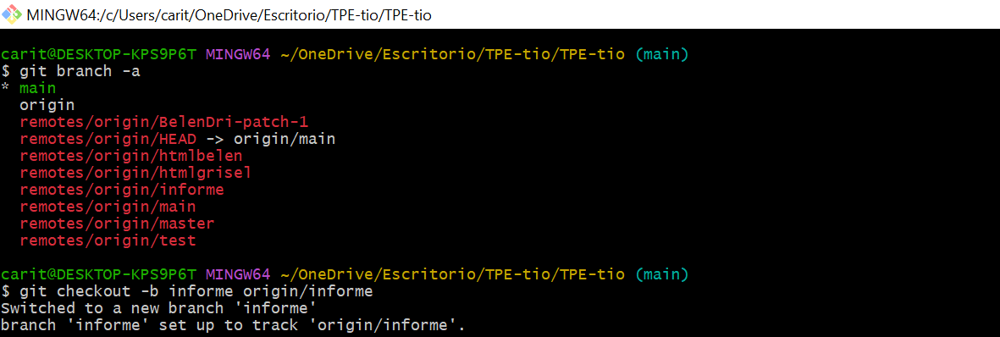 MINGW64:/c/Users/carit/OneDrive/Escritorio/TPE-tio/TPE-tio
carit@DESKTOP-KPS9P6T MINGW64 ~/OneDrive/Escritorio/TPE-tio/TPE-tio (main)
$ git branch -a
* main
  origin
  remotes/origin/BelenDri-patch-1
  remotes/origin/HEAD -> origin/main
  remotes/origin/htmlbelen
  remotes/origin/htmlgrisel
  remotes/origin/informe
  remotes/origin/main
  remotes/origin/master
  remotes/origin/test
carit@DESKTOP-KPS9P6T MINGW64 ~/OneDrive/Escritorio/TPE-tio/TPE-tio (main)
$ git checkout -b informe origin/informe
Switched to a new branch 'informe'
branch 'informe' set up to track 'origin/informe'.